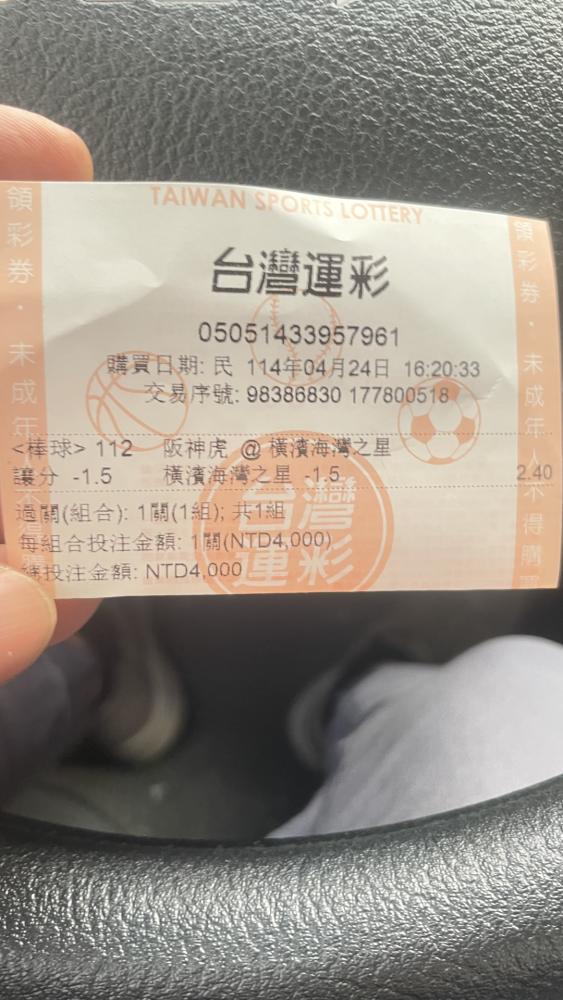 TAIWAN SPORTS LOTTERY
台灣運彩
05051433957961
購買日期: 民 114年04月24日 16:20:33
交易序號: 98386830 177800518
<棒球> 112 阪神虎 @ 橫濱海灣之星
讓分 -1.5 橫濱海灣之星 -1.5 2.40
過關(組合): 1關(1組); 共1組
每組合投注金額: 1關(NTD4,000)
總投注金額: NTD4,000
台灣運彩
領彩券・未成年
領彩券・未成年人不得購